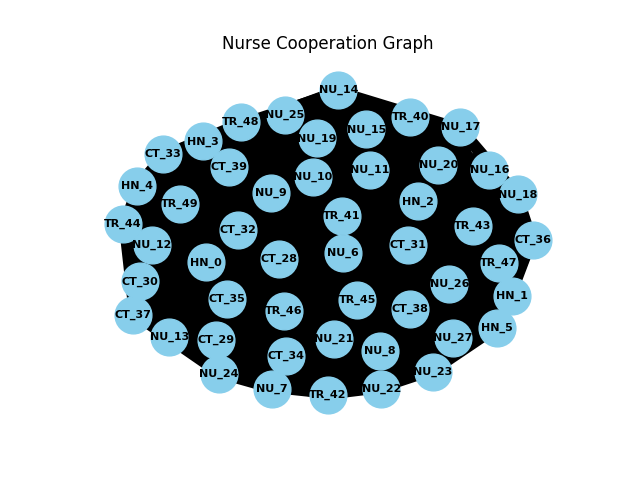 Nurse Cooperation Graph
NU_14
NU_25
TR_40
TR_48
NU_17
NU_15
NU_19
HN_3
CT_33
CT_39
NU_20
NU_11
NU_16
NU_10
HN_4
NU_9
NU_18
HN_2
TR_49
TR_41
TR_44
TR_43
CT_32
CT_36
NU_12
CT_31
NU_6
CT_28
HN_0
TR_47
CT_30
NU_26
HN_1
CT_35
TR_45
CT_38
TR_46
CT_37
HN_5
NU_13
NU_27
NU_21
CT_29
NU_8
CT_34
NU_23
NU_24
NU_7
NU_22
TR_42